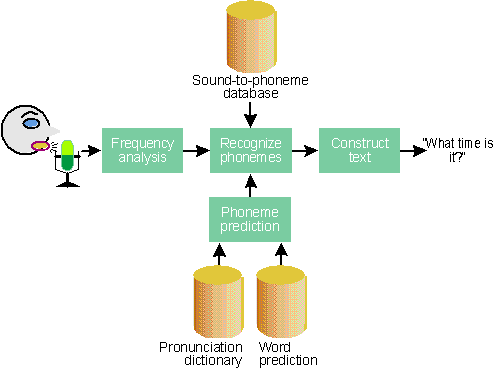 Sound-to-phoneme
database
Frequency
analysis
Recognize
phonemes
Construct
text
"What time is
it?"
Phoneme
prediction
Pronunciation
dictionary
Word
prediction